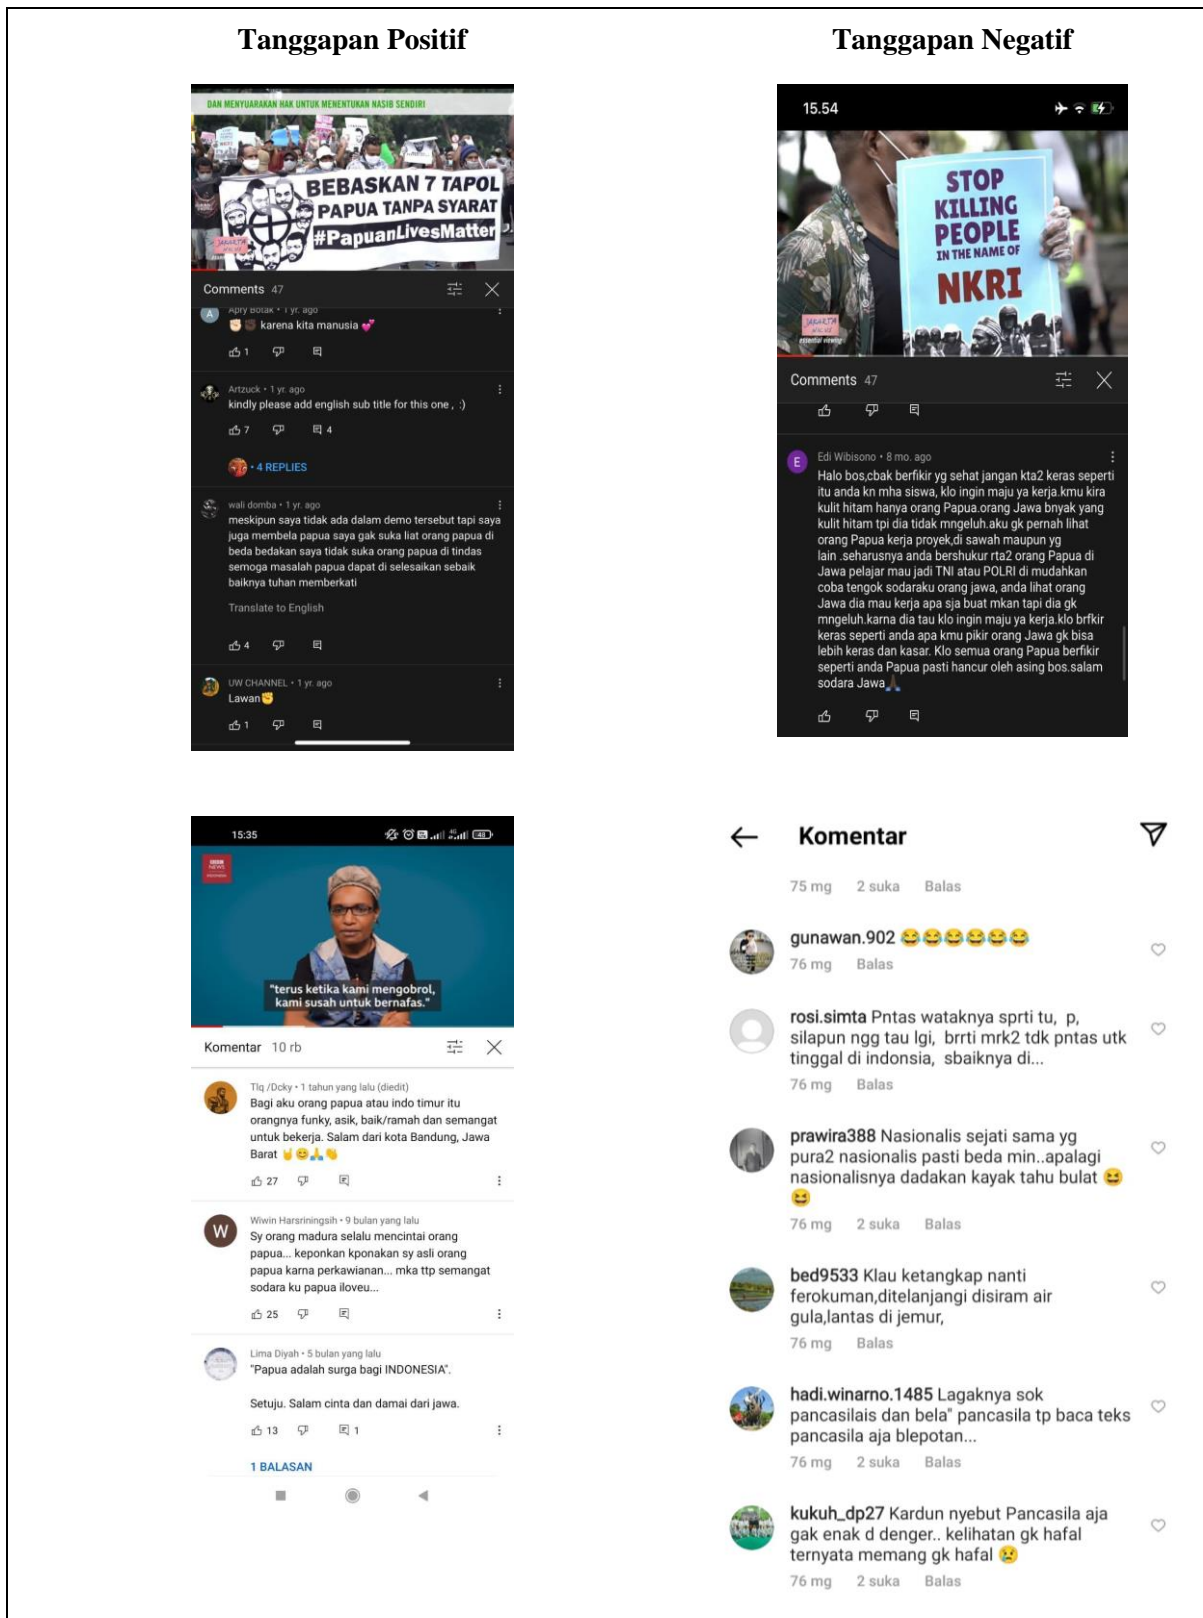 Tanggapan Positif
Tanggapan Negatif
DAN MENYUARAKAN HAK UNTUK MENENTUKAN NASIB SENDIRI
BEBASKAN 7 TAPOL
PAPUA TANPA SYARAT
#PapuanLivesMatter
JAKARTA
Comments 47
A
Apry Botak • 1 yr. ago
✊🏻✊🏿 karena kita manusia 💞
1
Artzuck • 1 yr. ago
kindly please add english sub title for this one , :)
7 4
• 4 REPLIES
wali domba • 1 yr. ago
meskipun saya tidak ada dalam demo tersebut tapi saya
juga membela papua saya gak suka liat orang papua di
beda bedakan saya tidak suka orang papua di tindas
semoga masalah papua dapat di selesaikan sebaik
baiknya tuhan memberkati
Translate to English
4
UW CHANNEL • 1 yr. ago
Lawan✊
1
15.54
STOP
KILLING
PEOPLE
IN THE NAME OF
NKRI
JAKARTA
essential viewing
Comments 47
E
Edi Wibisono • 8 mo. ago
Halo bos,cbak berfikir yg sehat jangan kta2 keras seperti
itu anda kn mha siswa, klo ingin maju ya kerja.kmu kira
kulit hitam hanya orang Papua.orang Jawa bnyak yang
kulit hitam tpi dia tidak mngeluh.aku gk pernah lihat
orang Papua kerja proyek,di sawah maupun yg
lain .seharusnya anda bershukur rta2 orang Papua di
Jawa pelajar mau jadi TNI atau POLRI di mudahkan
coba tengok sodaraku orang jawa, anda lihat orang
Jawa dia mau kerja apa sja buat mkan tapi dia gk
mngeluh.karna dia tau klo ingin maju ya kerja.klo brfkir
keras seperti anda apa kmu pikir orang Jawa gk bisa
lebih keras dan kasar. Klo semua orang Papua berfikir
seperti anda Papua pasti hancur oleh asing bos.salam
sodara Jawa🙏🏿
15:35
4G
48
BBC
NEWS
"terus ketika kami mengobrol,
kami susah untuk bernafas."
Komentar 10 rb
Tlq /Dcky • 1 tahun yang lalu (diedit)
Bagi aku orang papua atau indo timur itu
orangnya funky, asik, baik/ramah dan semangat
untuk bekerja. Salam dari kota Bandung, Jawa
Barat 🤘😊🙏👏
27
W
Wiwin Harsriningsih • 9 bulan yang lalu
Sy orang madura selalu mencintai orang
papua... keponkan kponakan sy asli orang
papua karna perkawianan... mka ttp semangat
sodara ku papua iloveu...
25
Lima Diyah • 5 bulan yang lalu
"Papua adalah surga bagi INDONESIA".
Setuju. Salam cinta dan damai dari jawa.
13 1
1 BALASAN
Komentar
75 mg 2 suka Balas
gunawan.902 😂😂😂😂😂😂
76 mg Balas
rosi.simta Pntas wataknya sprti tu, p,
silapun ngg tau lgi, brrti mrk2 tdk pntas utk
tinggal di indonsia, sbaiknya di...
76 mg Balas
prawira388 Nasionalis sejati sama yg
pura2 nasionalis pasti beda min..apalagi
nasionalisnya dadakan kayak tahu bulat 😆
😆
76 mg 2 suka Balas
bed9533 Klau ketangkap nanti
ferokuman,ditelanjangi disiram air
gula,lantas di jemur,
76 mg Balas
hadi.winarno.1485 Lagaknya sok
pancasilais dan bela" pancasila tp baca teks
pancasila aja blepotan...
76 mg 2 suka Balas
kukuh_dp27 Kardun nyebut Pancasila aja
gak enak d denger.. kelihatan gk hafal
ternyata memang gk hafal 😢
76 mg 2 suka Balas